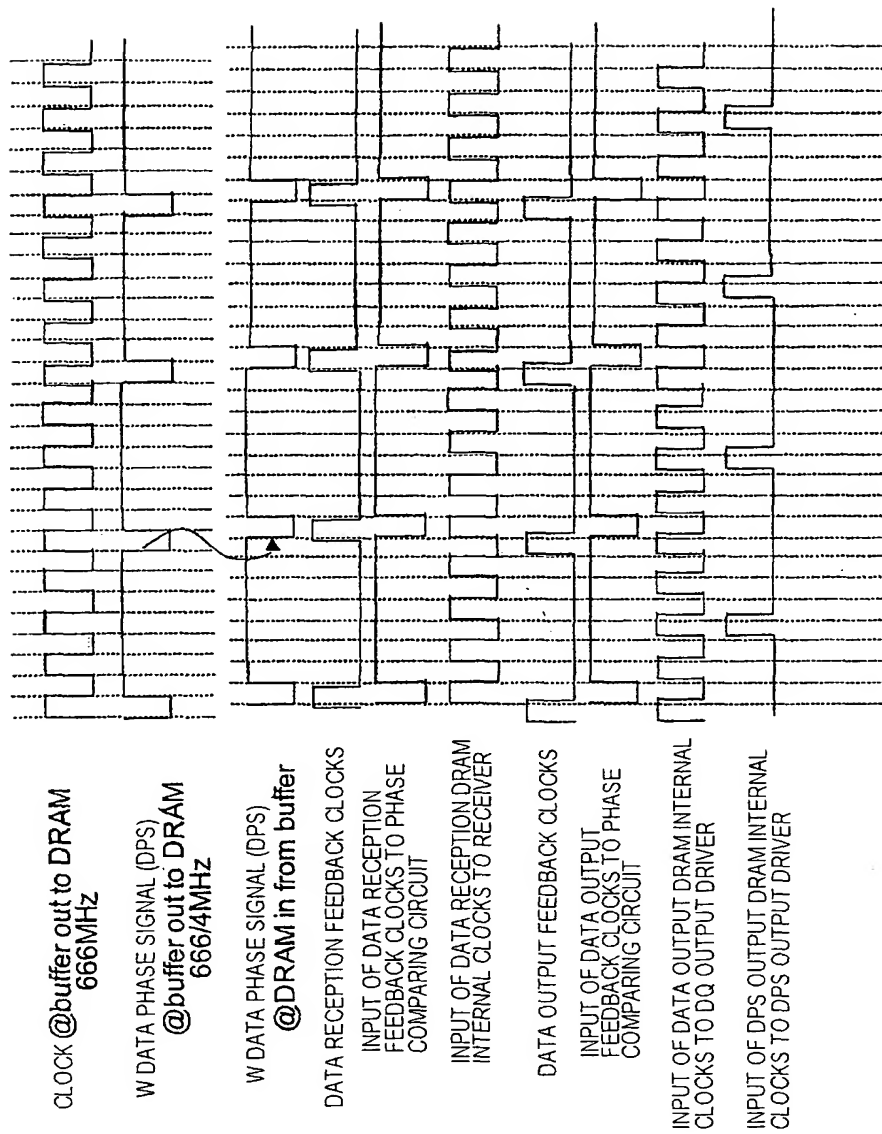 CLOCK @buffer out to DRAM
666MHz
W DATA PHASE SIGNAL (DPS)
@buffer out to DRAM
666/4MHz
W DATA PHASE SIGNAL (DPS)
@DRAM in from buffer
DATA RECEPTION FEEDBACK CLOCKS
INPUT OF DATA RECEPTION
FEEDBACK CLOCKS TO PHASE
COMPARING CIRCUIT
INPUT OF DATA RECEPTION DRAM
INTERNAL CLOCKS TO RECEIVER
DATA OUTPUT FEEDBACK CLOCKS
INPUT OF DATA OUTPUT
FEEDBACK CLOCKS TO PHASE
COMPARING CIRCUIT
INPUT OF DATA OUTPUT DRAM INTERNAL
CLOCKS TO DQ OUTPUT DRIVER
INPUT OF DPS OUTPUT DRAM INTERNAL
CLOCKS TO DPS OUTPUT DRIVER